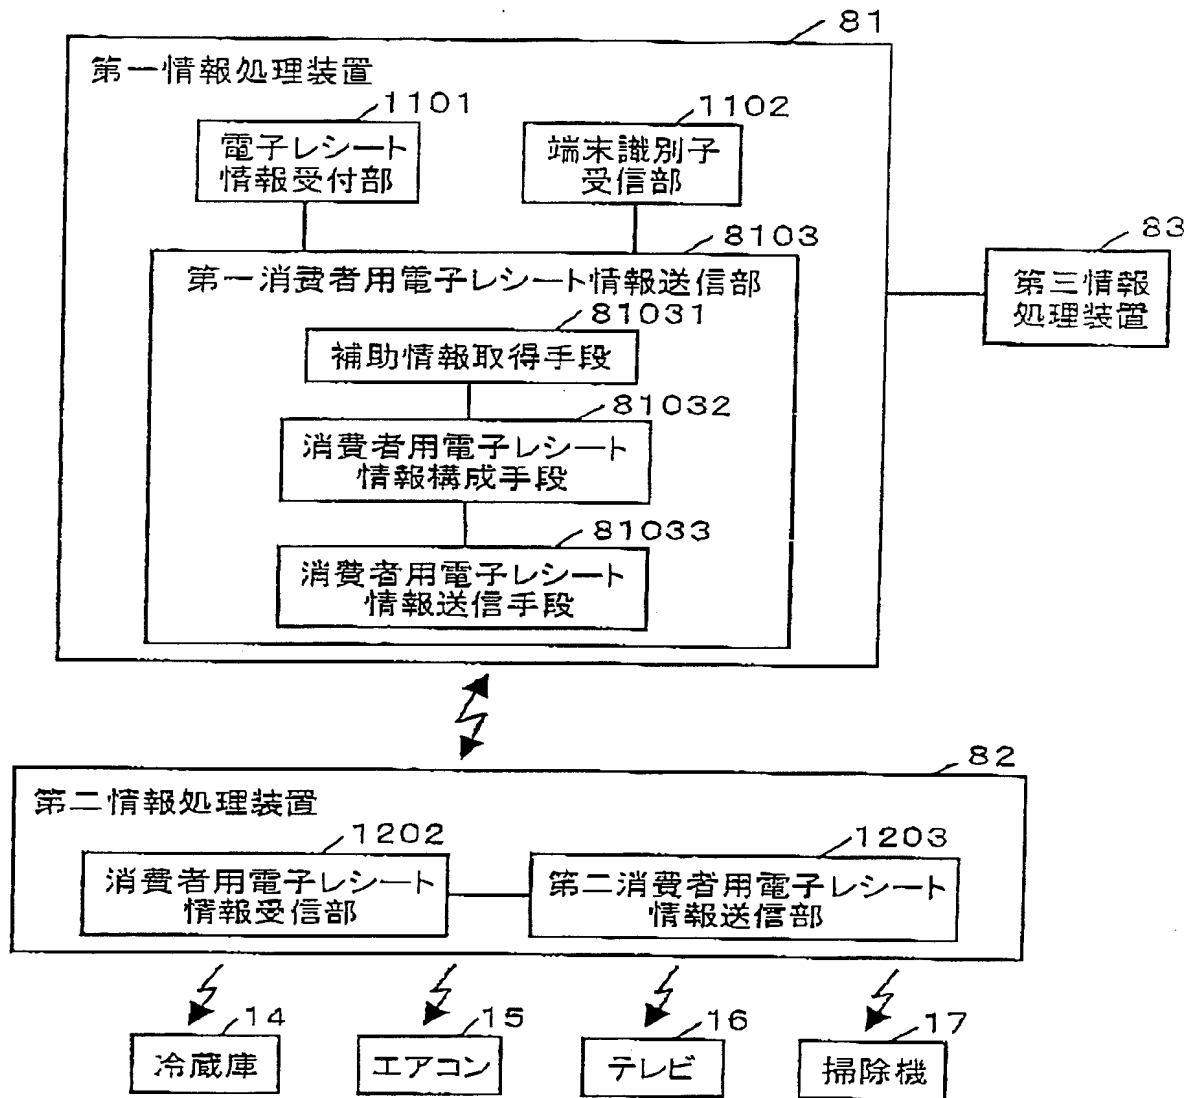 81
第一情報処理装置
1101
電子レシート
情報受付部
1102
端末識別子
受信部
8103
第一消費者用電子レシート情報送信部
81031
補助情報取得手段
81032
消費者用電子レシート
情報構成手段
81033
消費者用電子レシート
情報送信手段
83
第三情報
処理装置
82
第二情報処理装置
1202
消費者用電子レシート
情報受信部
1203
第二消費者用電子レシート
情報送信部
14
冷蔵庫
15
エアコン
16
テレビ
17
掃除機